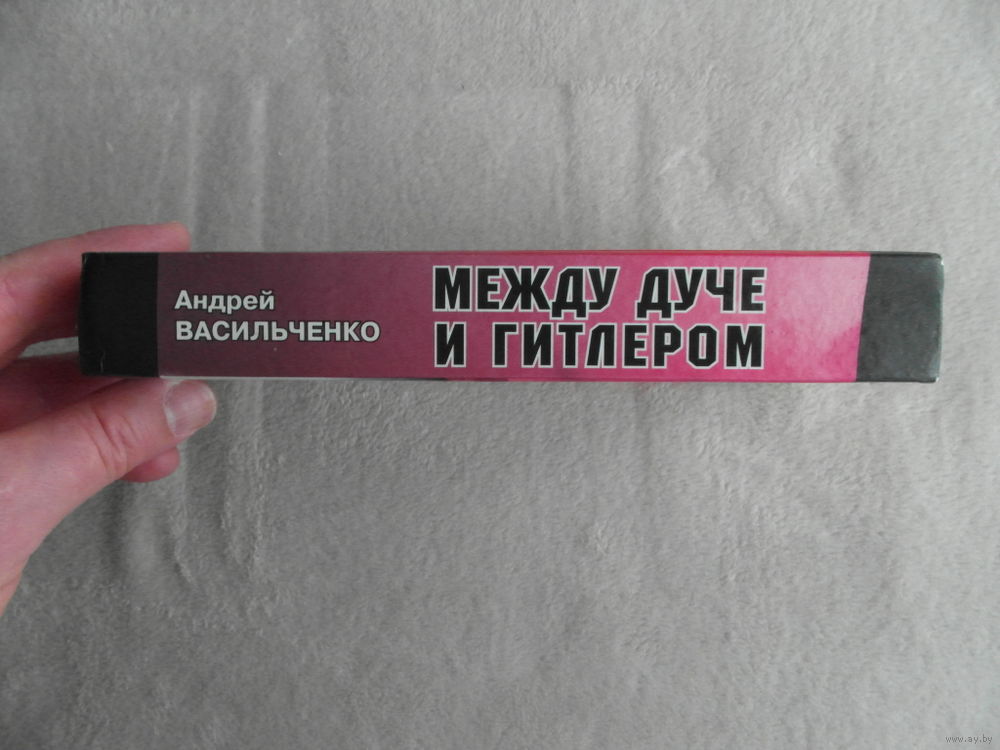 Андрей
ВАСИЛЬЧЕНКО
МЕЖДУ ДУЧЕ
И ГИТЛЕРОМ
www.ay.by